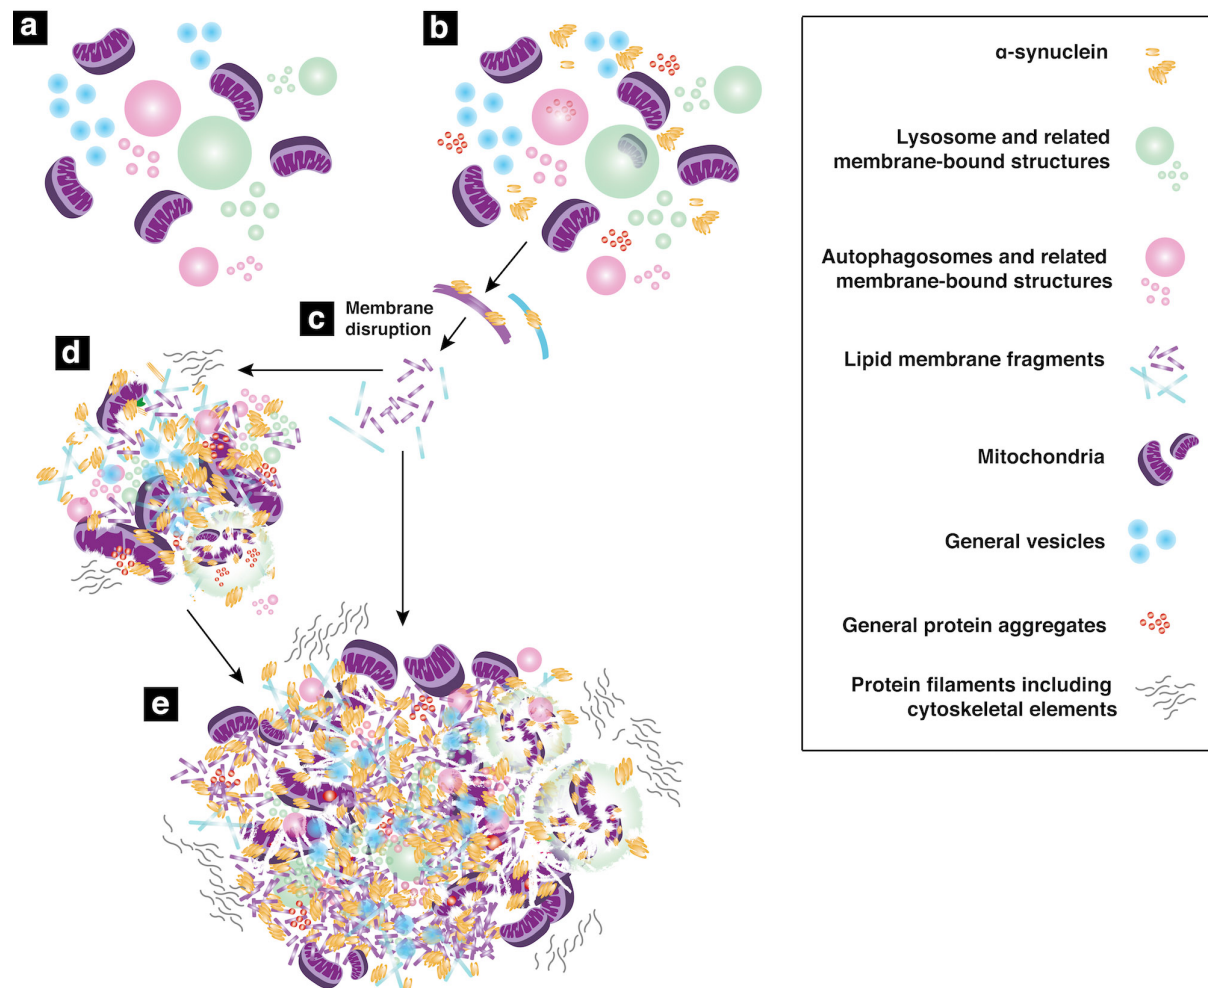 a
b
c
Membrane
disruption
d
e
α-synuclein
Lysosome and related
membrane-bound structures
Autophagosomes and related
membrane-bound structures
Lipid membrane fragments
Mitochondria
General vesicles
General protein aggregates
Protein filaments including
cytoskeletal elements